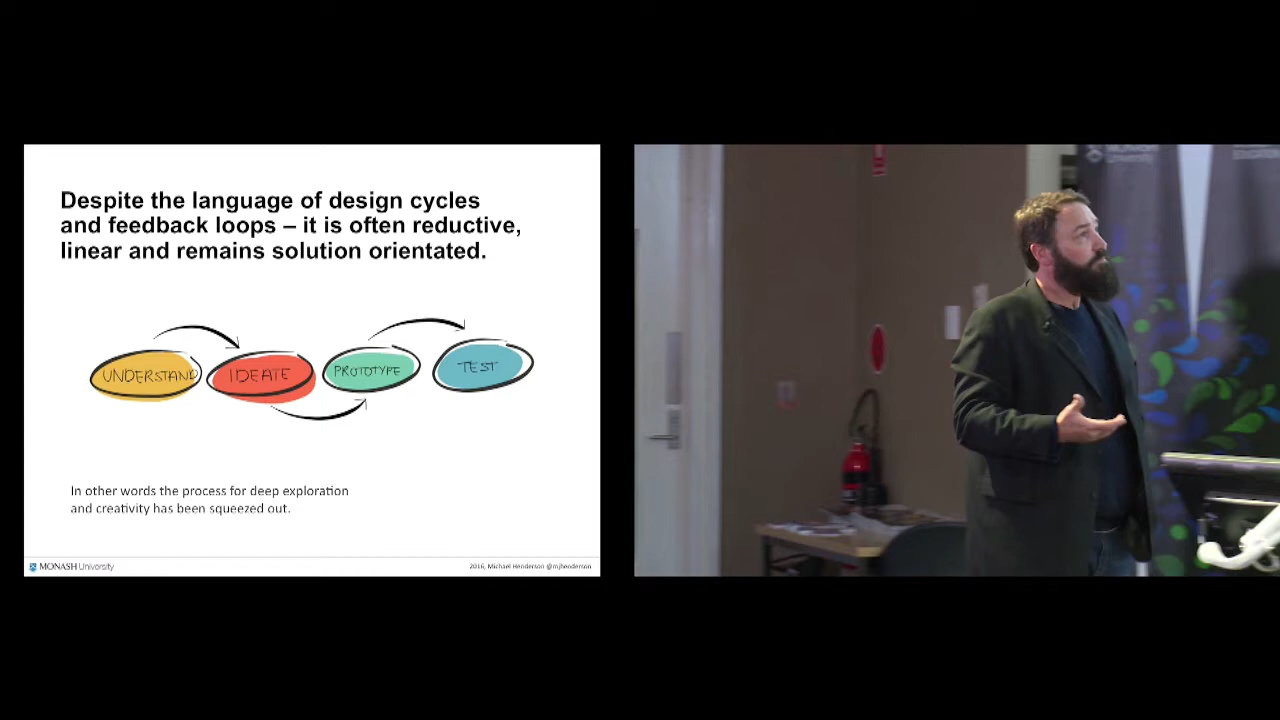 Despite the language of design cycles
and feedback loops – it is often reductive,
linear and remains solution orientated.
UNDERSTAND
IDEATE
PROTOTYPE
TEST
In other words the process for deep exploration
and creativity has been squeezed out.
MONASH University
2016, Michael Henderson @mjhenderson
University